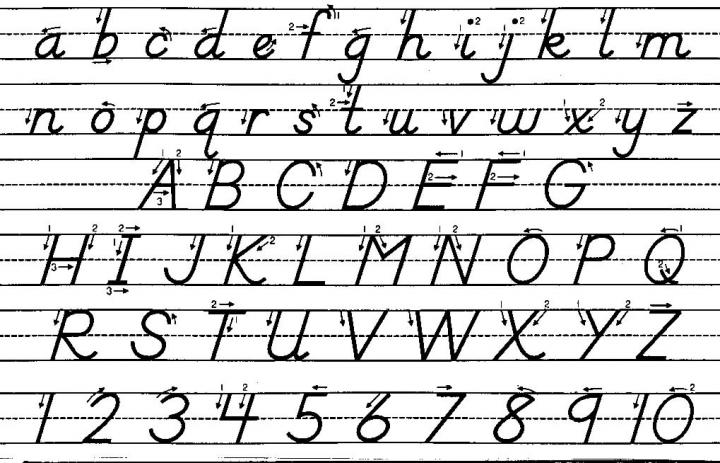 a b c d e f g h i j k l m
n o p q r s t u v w x y z
A B C D E F G
H I J K L M N O P Q
R S T U V W X Y Z
1 2 3 4 5 6 7 8 9 10